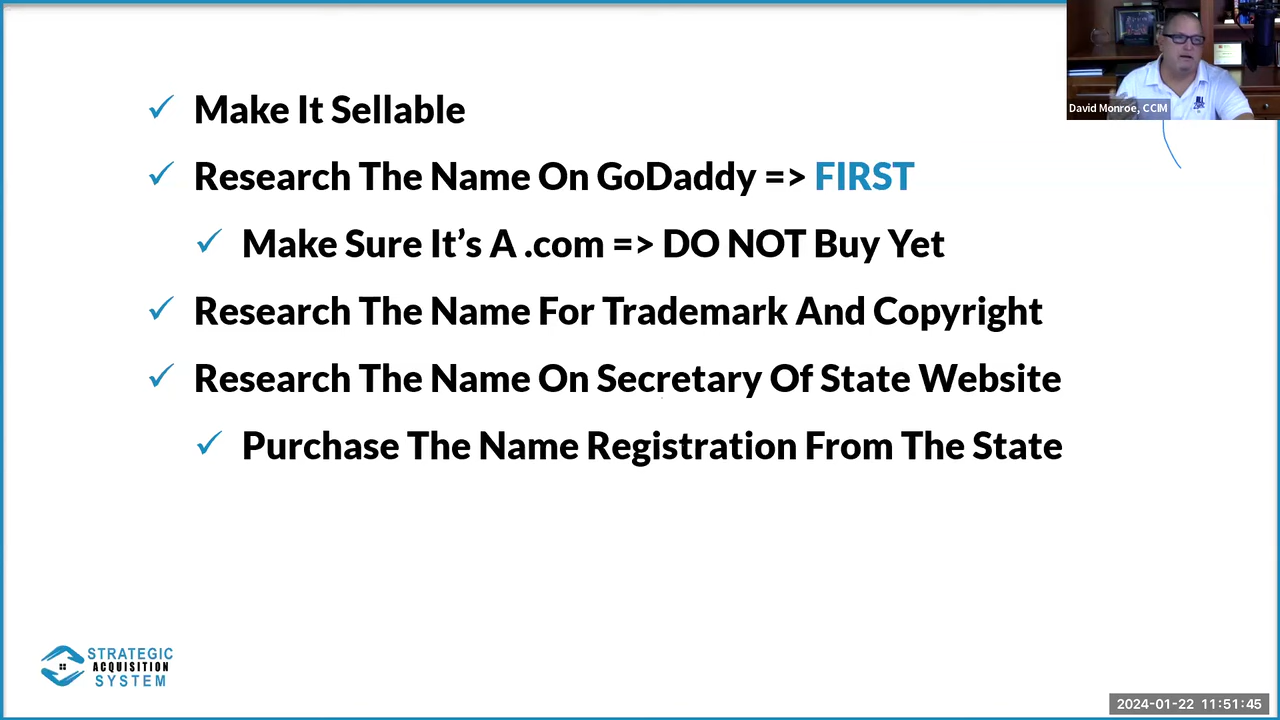 David Monroe, CCIM
Make It Sellable
Research The Name On GoDaddy => FIRST
Make Sure It’s A .com => DO NOT Buy Yet
Research The Name For Trademark And Copyright
Research The Name On Secretary Of State Website
Purchase The Name Registration From The State
STRATEGIC
ACQUISITION
SYSTEM
2024-01-22 11:51:45